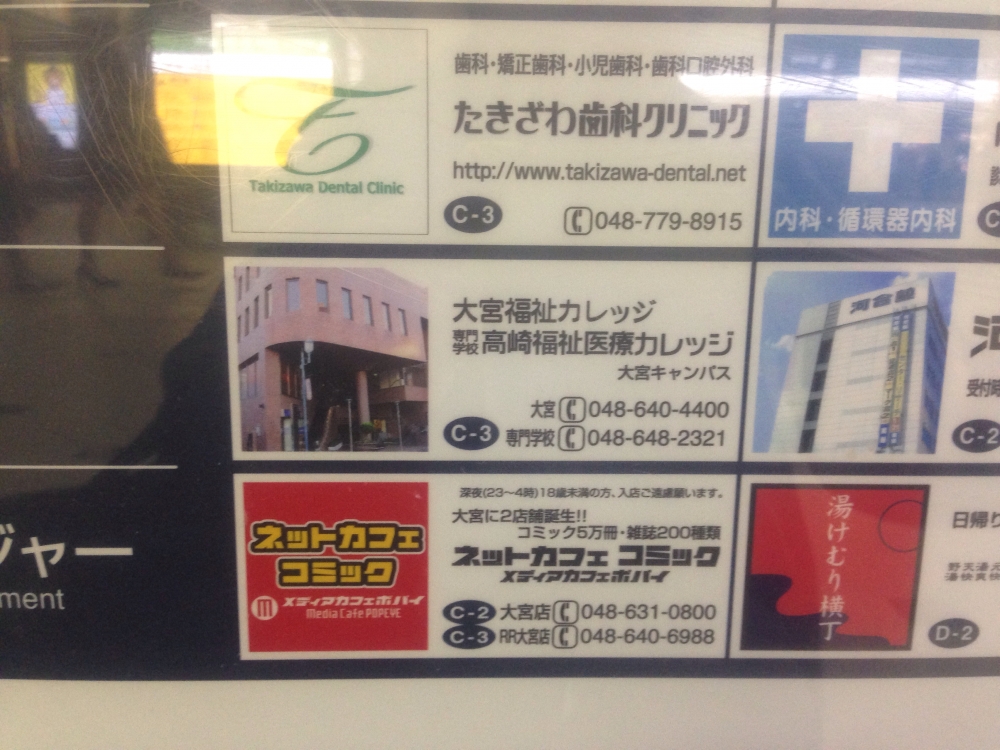 Takizawa Dental Clinic
歯科・矯正歯科・小児歯科・歯科口腔外科
たきざわ歯科クリニック
http://www.takizawa-dental.net
C-3
048-779-8915
内科・循環器内科
大宮福祉カレッジ
専門学校 高崎福祉医療カレッジ
大宮キャンパス
大宮 048-640-4400
C-3 専門学校 048-648-2321
河合塾
受付
C-2
ジャー
ment
ネットカフェ
コミック
メディアカフェポパイ
Media Cafe POPEYE
深夜(23〜4時)18歳未満の方、入店ご遠慮願います。
大宮に2店舗誕生!!
コミック5万冊・雑誌200種類
ネットカフェ コミック
メディアカフェポパイ
C-2 大宮店 048-631-0800
C-3 RR大宮店 048-640-6988
湯けむり横丁
日帰り
野天湯元
湯快爽快
D-2